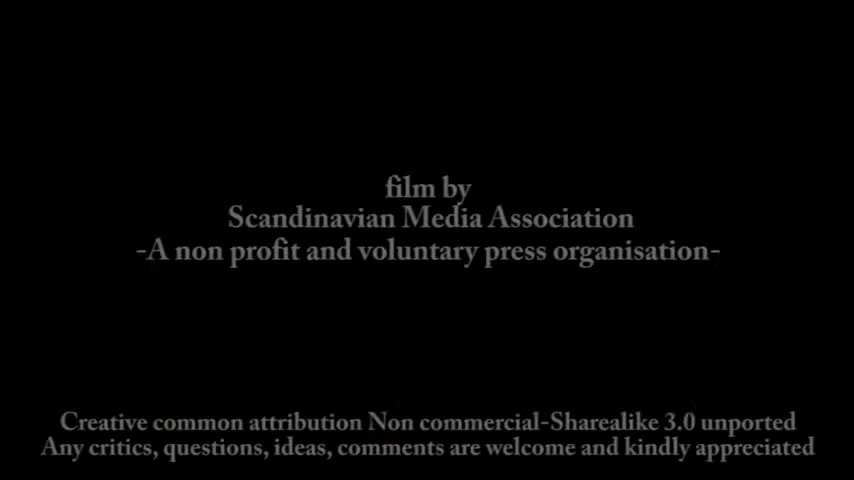 film by
Scandinavian Media Association
-A non profit and voluntary press organisation-
Creative common attribution Non commercial-Sharealike 3.0 unported
Any critics, questions, ideas, comments are welcome and kindly appreciated